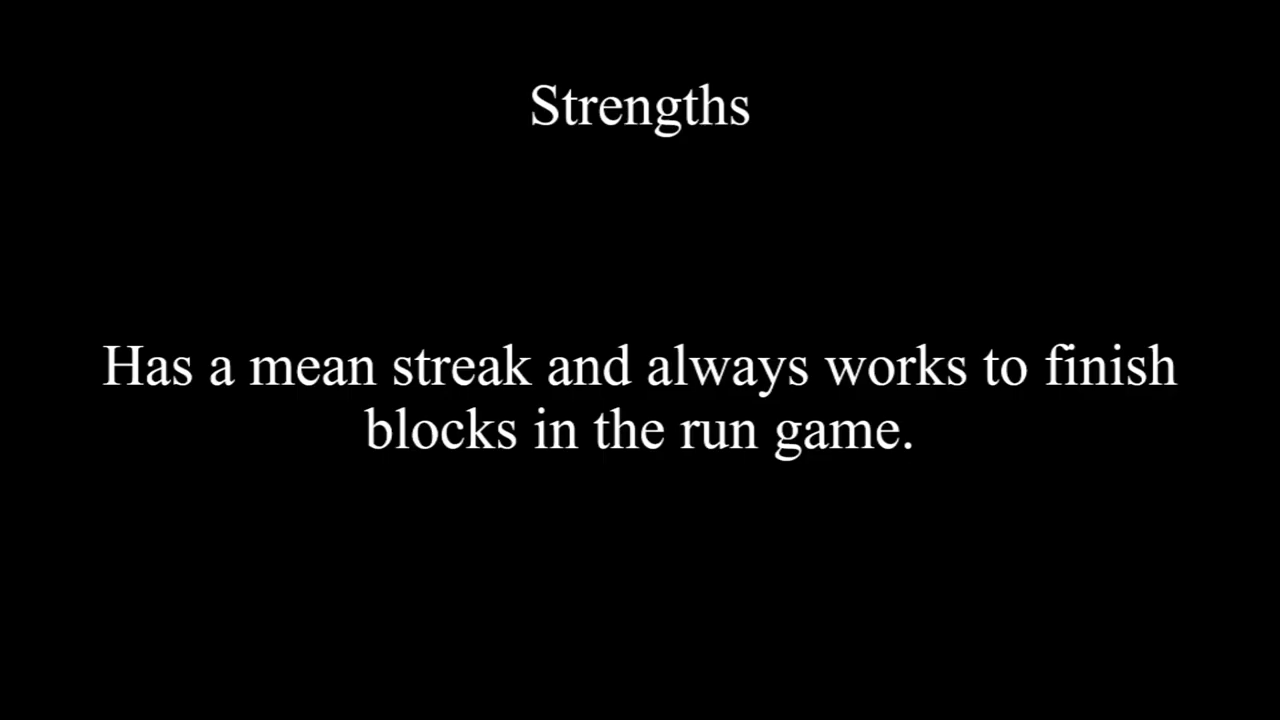 Strengths
Has a mean streak and always works to finish
blocks in the run game.